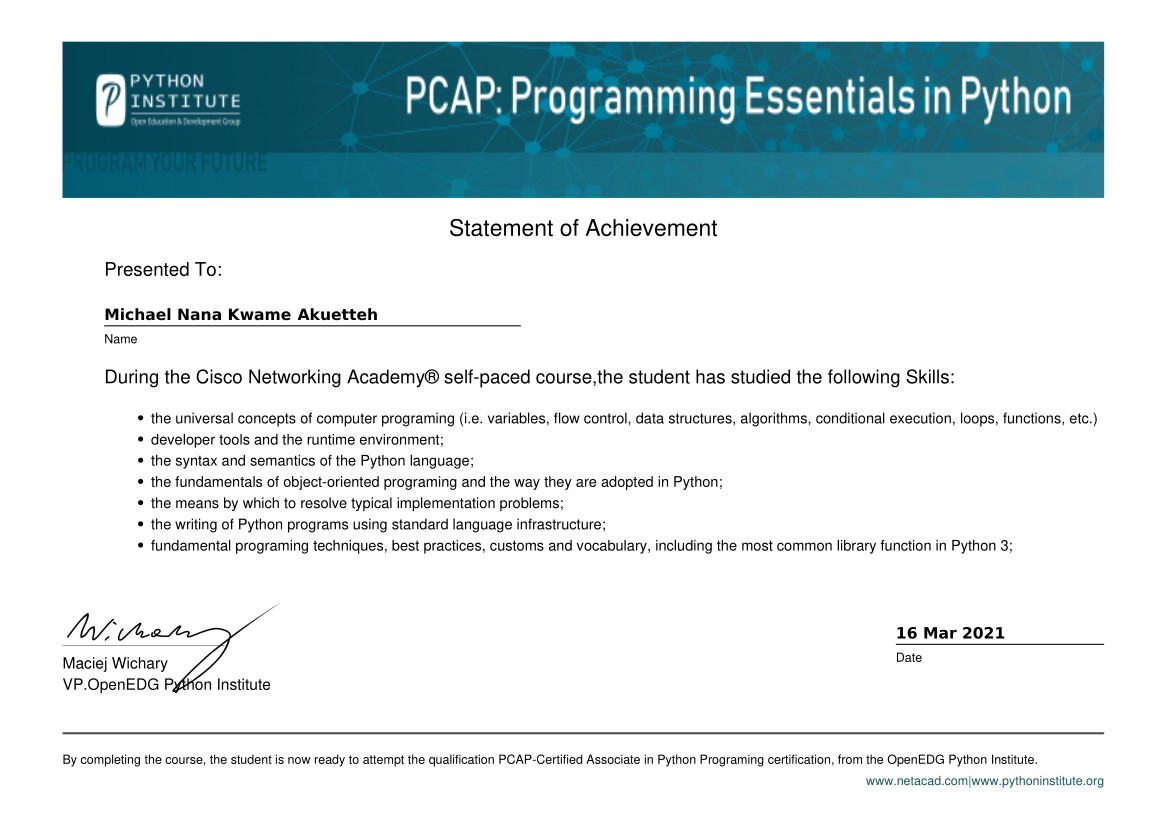 PYTHON
INSTITUTE
Open Education & Development Group
PCAP: Programming Essentials in Python
PROGRAM YOUR FUTURE
Statement of Achievement
Presented To:
Michael Nana Kwame Akuetteh
Name
During the Cisco Networking Academy® self-paced course,the student has studied the following Skills:
• the universal concepts of computer programing (i.e. variables, flow control, data structures, algorithms, conditional execution, loops, functions, etc.)
• developer tools and the runtime environment;
• the syntax and semantics of the Python language;
• the fundamentals of object-oriented programing and the way they are adopted in Python;
• the means by which to resolve typical implementation problems;
• the writing of Python programs using standard language infrastructure;
• fundamental programing techniques, best practices, customs and vocabulary, including the most common library function in Python 3;
Wichary
Maciej Wichary
VP.OpenEDG Python Institute
16 Mar 2021
Date
By completing the course, the student is now ready to attempt the qualification PCAP-Certified Associate in Python Programing certification, from the OpenEDG Python Institute.
www.netacad.com|www.pythoninstitute.org